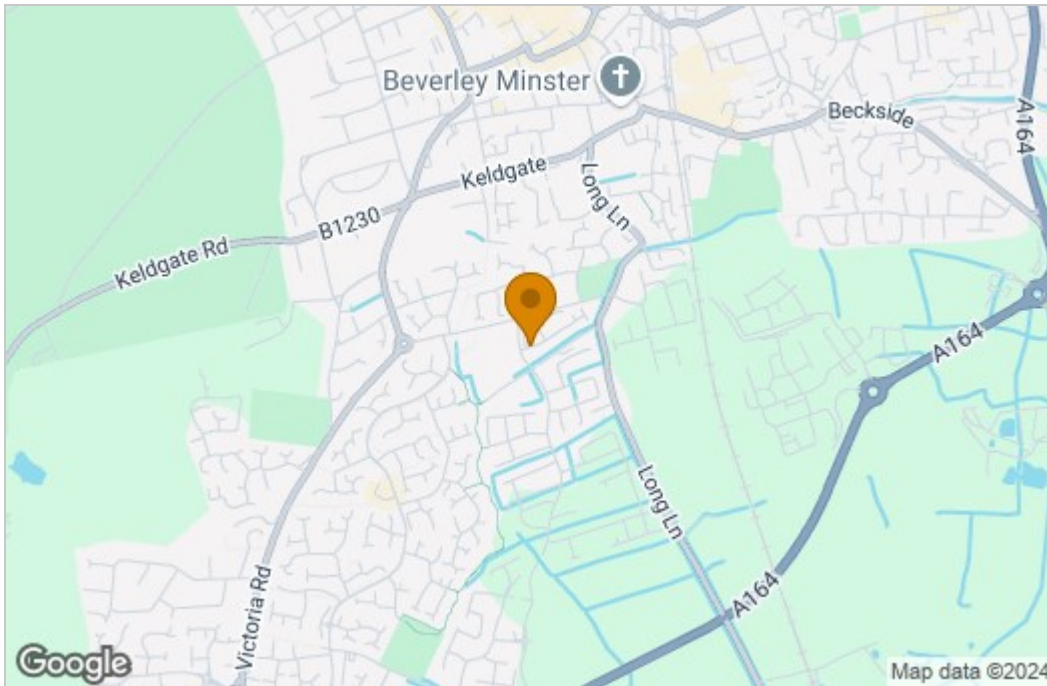 Beverley Minster
Beckside
A164
Keldgate
Long Ln
B1230
Keldgate Rd
A164
Long Ln
A164
Victoria Rd
Google
Map data ©2024